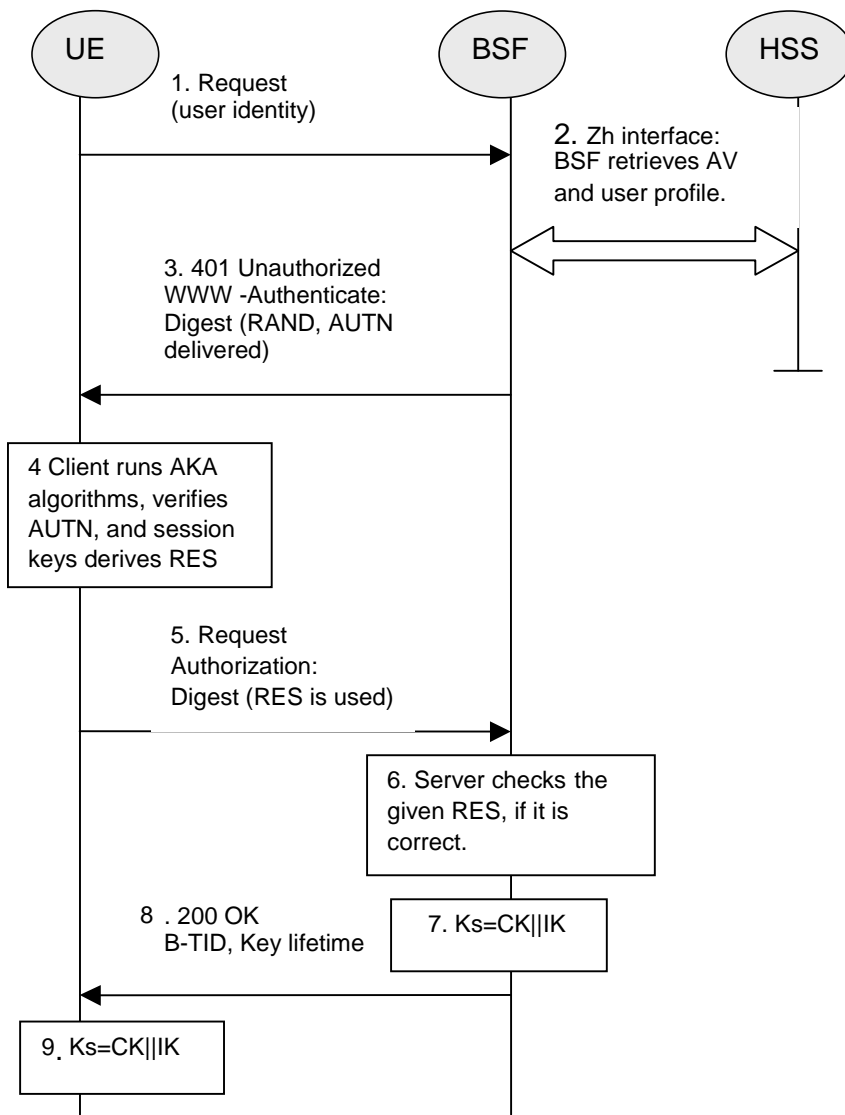 UE
BSF
HSS
1. Request
(user identity)
2. Zh interface:
BSF retrieves AV
and user profile.
3. 401 Unauthorized
WWW -Authenticate:
Digest (RAND, AUTN
delivered)
4 Client runs AKA
algorithms, verifies
AUTN, and session
keys derives RES
5. Request
Authorization:
Digest (RES is used)
6. Server checks the
given RES, if it is
correct.
7. Ks=CK||IK
8 . 200 OK
B-TID, Key lifetime
9. Ks=CK||IK